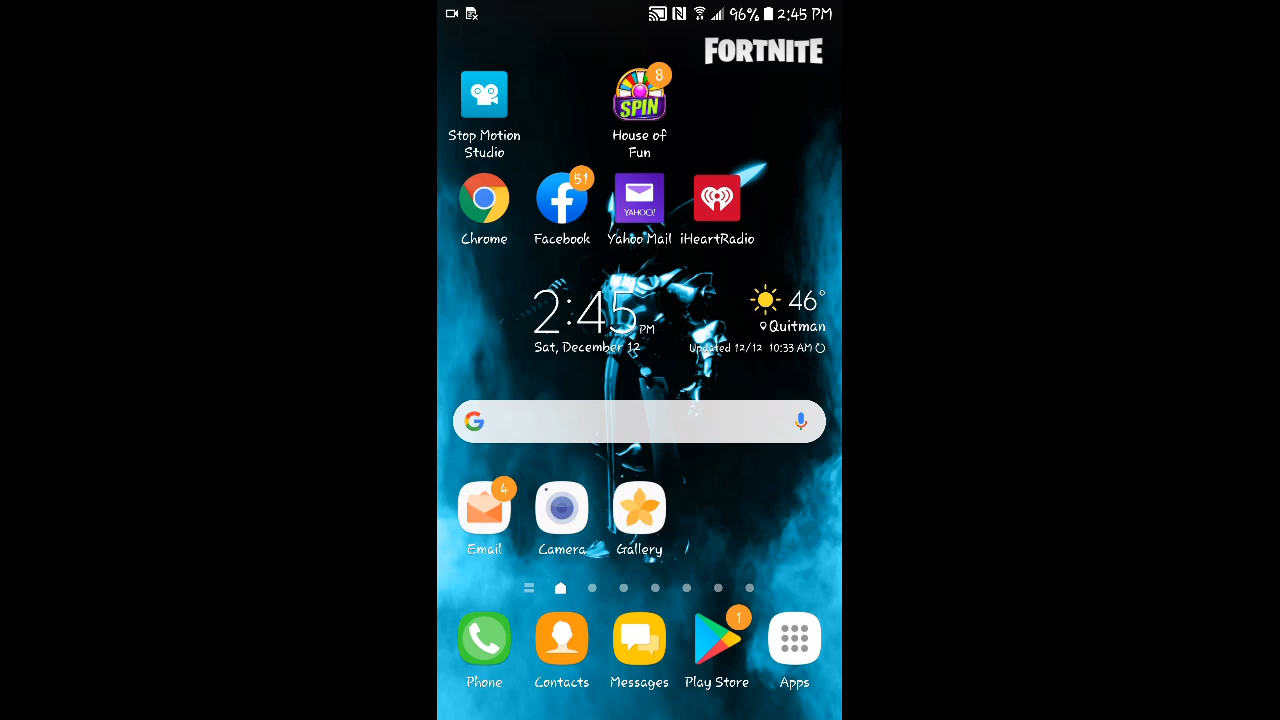 96% 2:45 PM
FORTNITE
8
SPIN
Stop Motion
Studio
House of
Fun
51
YAHOO!
Chrome Facebook Yahoo Mail iHeartRadio
2:45 PM
Sat, December 12
46°
Quitman
Updated 12/12 10:33 AM
G
4
Email Camera Gallery
1
Phone Contacts Messages Play Store Apps